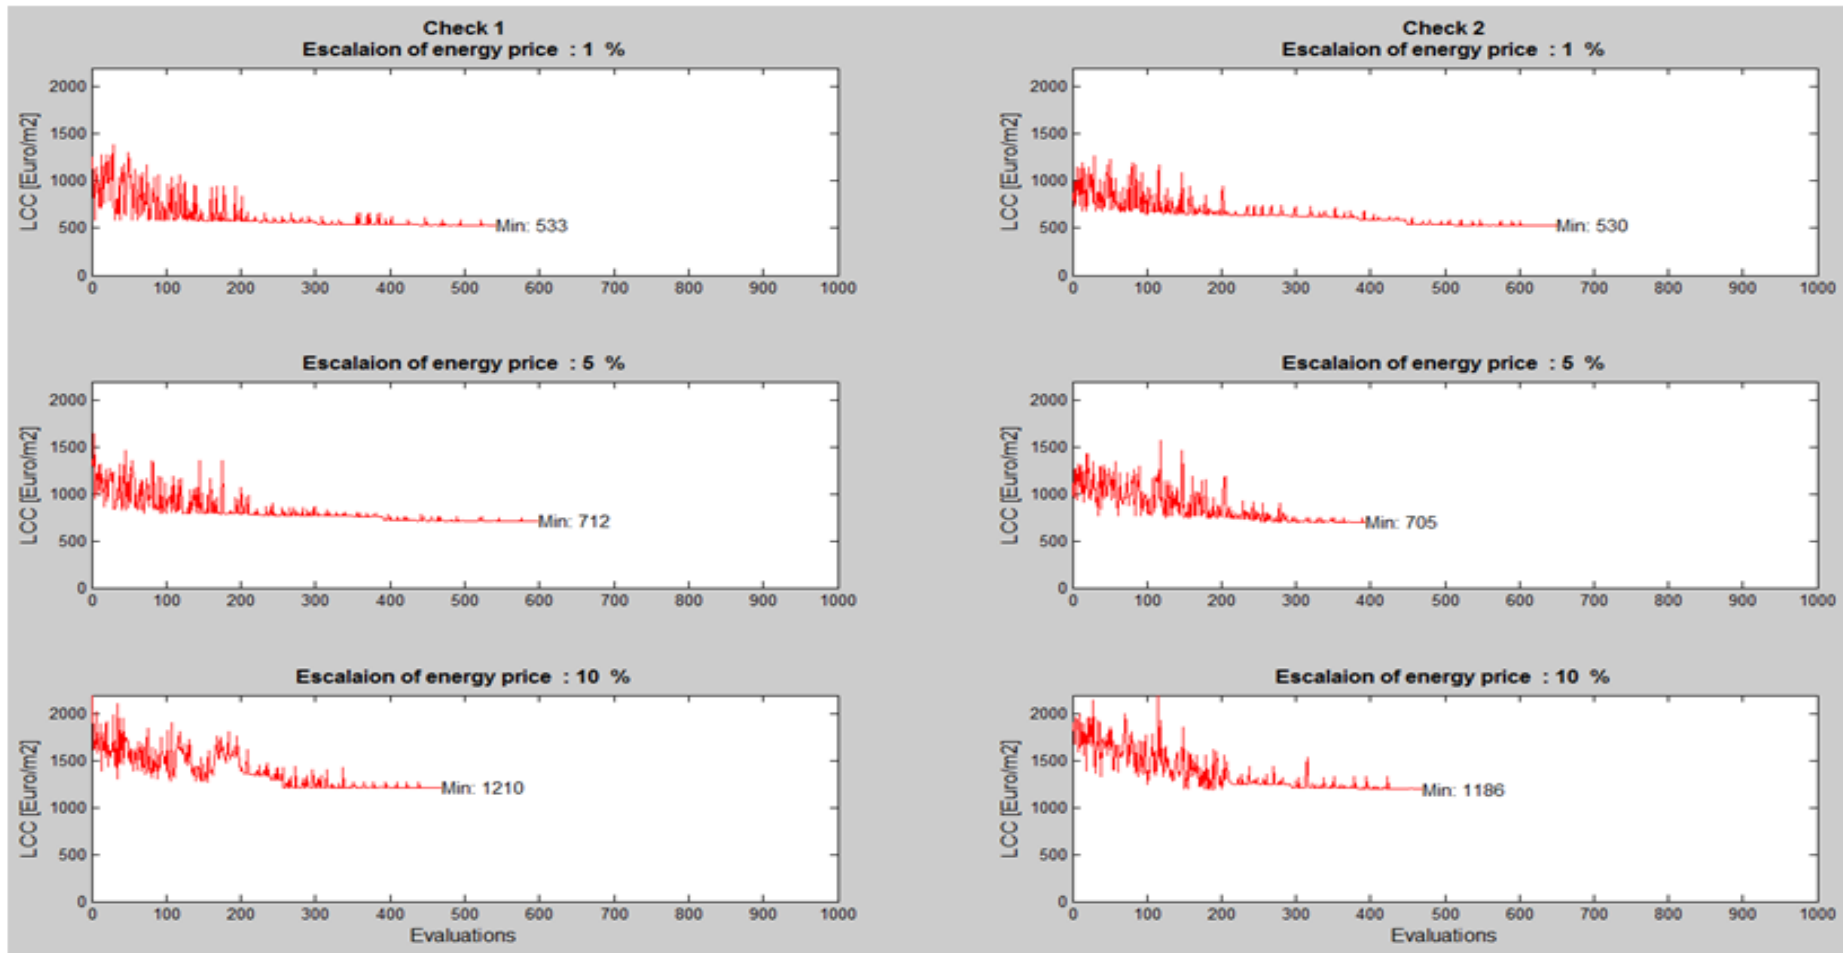 Check 1
Escalaion of energy price : 1 %
LCC [Euro/m2]
2000
1500
1000
500
0
Min: 533
0 100 200 300 400 500 600 700 800 900 1000
Check 2
Escalaion of energy price : 1 %
LCC [Euro/m2]
2000
1500
1000
500
0
Min: 530
0 100 200 300 400 500 600 700 800 900 1000
Escalaion of energy price : 5 %
LCC [Euro/m2]
2000
1500
1000
500
0
Min: 712
0 100 200 300 400 500 600 700 800 900 1000
Escalaion of energy price : 5 %
LCC [Euro/m2]
2000
1500
1000
500
0
Min: 705
0 100 200 300 400 500 600 700 800 900 1000
Escalaion of energy price : 10 %
LCC [Euro/m2]
2000
1500
1000
500
0
Min: 1210
0 100 200 300 400 500 600 700 800 900 1000
Evaluations
Escalaion of energy price : 10 %
LCC [Euro/m2]
2000
1500
1000
500
0
Min: 1186
0 100 200 300 400 500 600 700 800 900 1000
Evaluations